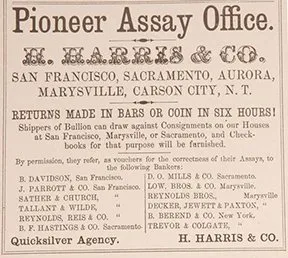 Pioneer Assay Office.
H. HARRIS & CO.
SAN FRANCISCO, SACRAMENTO, AURORA,
MARYSVILLE, CARSON CITY, N. T.
RETURNS MADE IN BARS OR COIN IN SIX HOURS!
Shippers of Bullion can draw against Consignments on our Houses
at San Francisco, Marysville, or Sacramento, and Check-
books for that purpose will be furnished.
By permission, they refer, as vouchers for the correctness of their Assays, to
the following Bankers:
B. DAVIDSON, San Francisco.
J. PARROTT & CO. San Francisco.
SATHER & CHURCH, "
TALLANT & WILDE, "
REYNOLDS, REIS & CO. "
B. F. HASTINGS & CO. Sacramento.
D. O. MILLS & CO. Sacramento.
LOW, BROS. & CO. Marysville.
REYNOLDS BROS., Marysville
DECKER, JEWETT & PAXTON, "
B. BEREND & CO. New York.
TREVOR & COLGATE, "
Quicksilver Agency. H. HARRIS & CO.